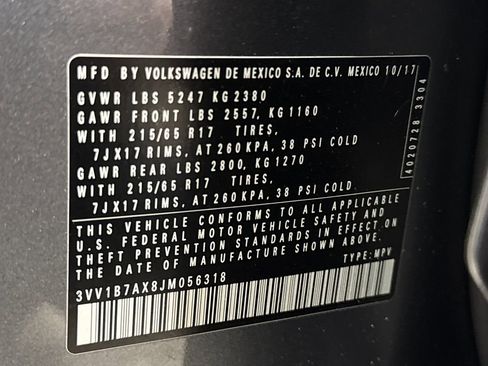 MFD BY VOLKSWAGEN DE MEXICO S.A. DE C.V. MEXICO 10/17
GVWR LBS 5247 KG 2380
GAWR FRONT LBS 2557, KG 1160
WITH 215/65 R17 TIRES,
7JX17 RIMS, AT 260 KPA, 38 PSI COLD
GAWR REAR LBS 2800, KG 1270
WITH 215/65 R17 TIRES,
7JX17 RIMS, AT 260 KPA, 38 PSI COLD
THIS VEHICLE CONFORMS TO ALL APPLICABLE
U.S. FEDERAL MOTOR VEHICLE SAFETY AND
THEFT PREVENTION STANDARDS IN EFFECT ON
THE DATE OF MANUFACTURE SHOWN ABOVE.
3VV1B7AX8JM056318
TYPE: MPV
4020728 3304